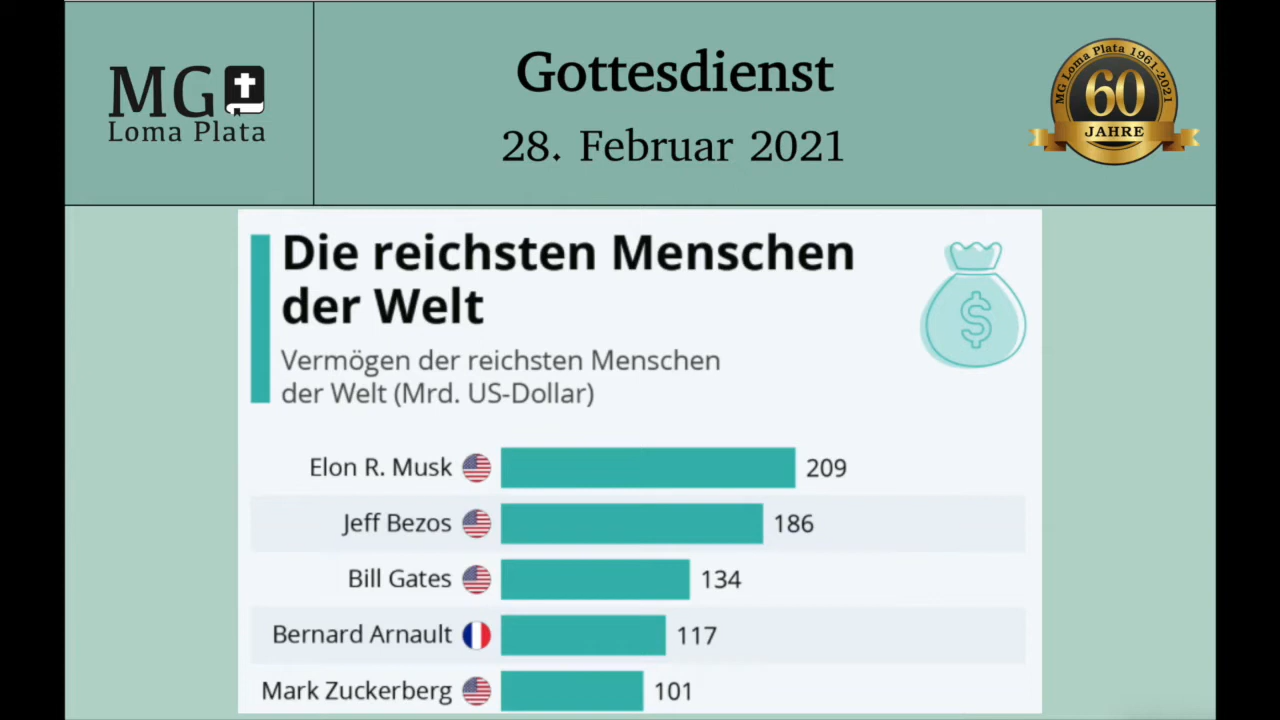 MG
Loma Plata
Gottesdienst
28. Februar 2021
MG Loma Plata 1961-2021
60
JAHRE
Die reichsten Menschen
der Welt
Vermögen der reichsten Menschen
der Welt (Mrd. US-Dollar)
$
Elon R. Musk 209
Jeff Bezos 186
Bill Gates 134
Bernard Arnault 117
Mark Zuckerberg 101